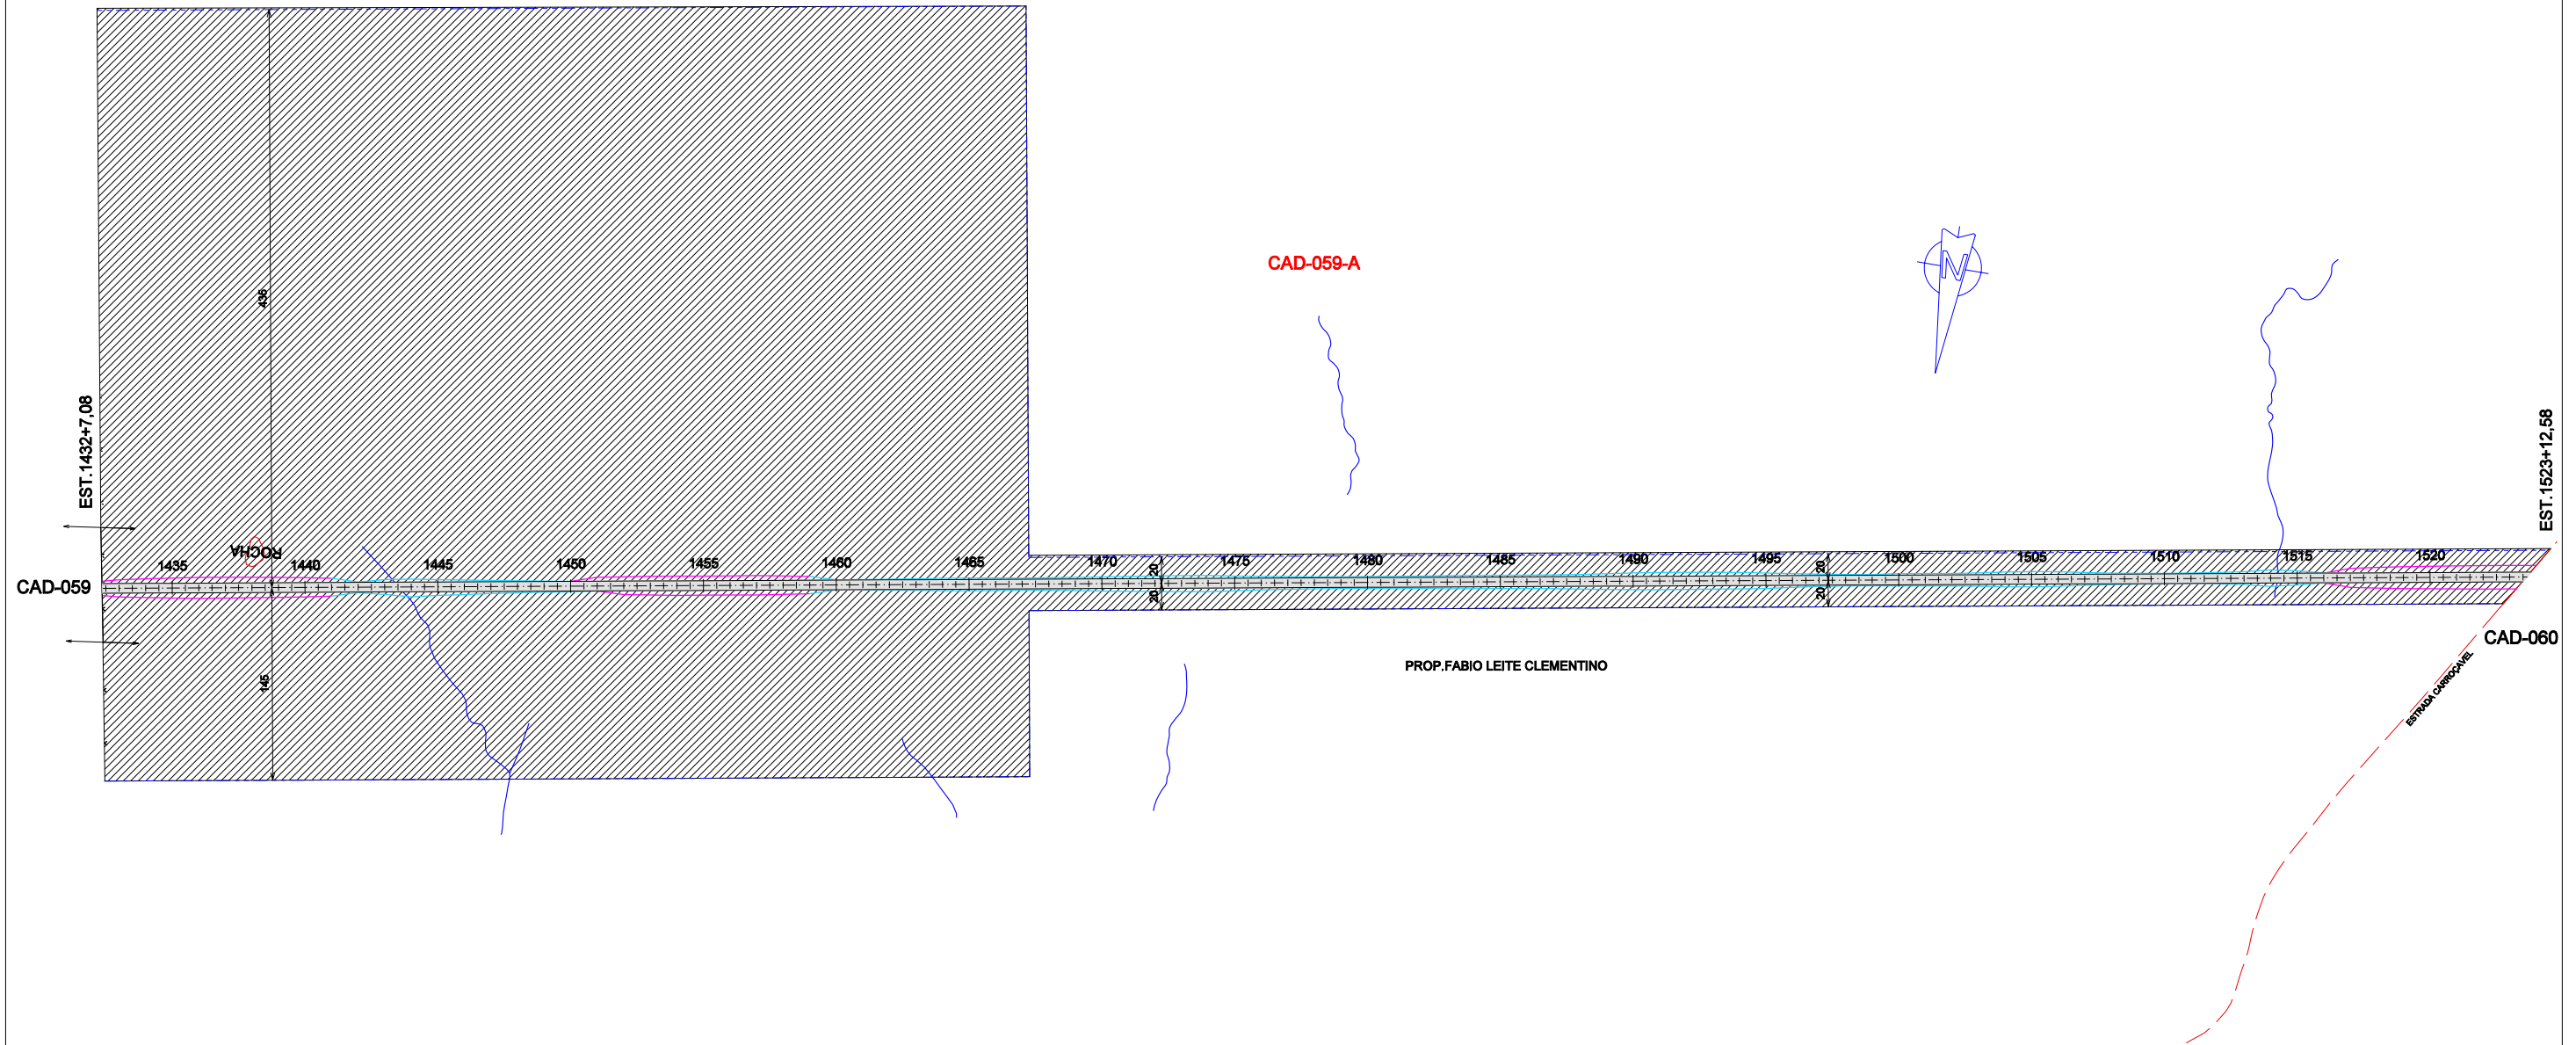 CAD-059-A
N
435
EST.1432+7,08
EST.1523+12,58
ROCHA
1435
1440
1445
1450
1455
1460
1465
1470
1475
1480
1485
1490
1495
1500
1505
1510
1515
1520
20
20
20
20
CAD-059
CAD-060
PROP.FABIO LEITE CLEMENTINO
145
ESTRADA CARROÇAVEL